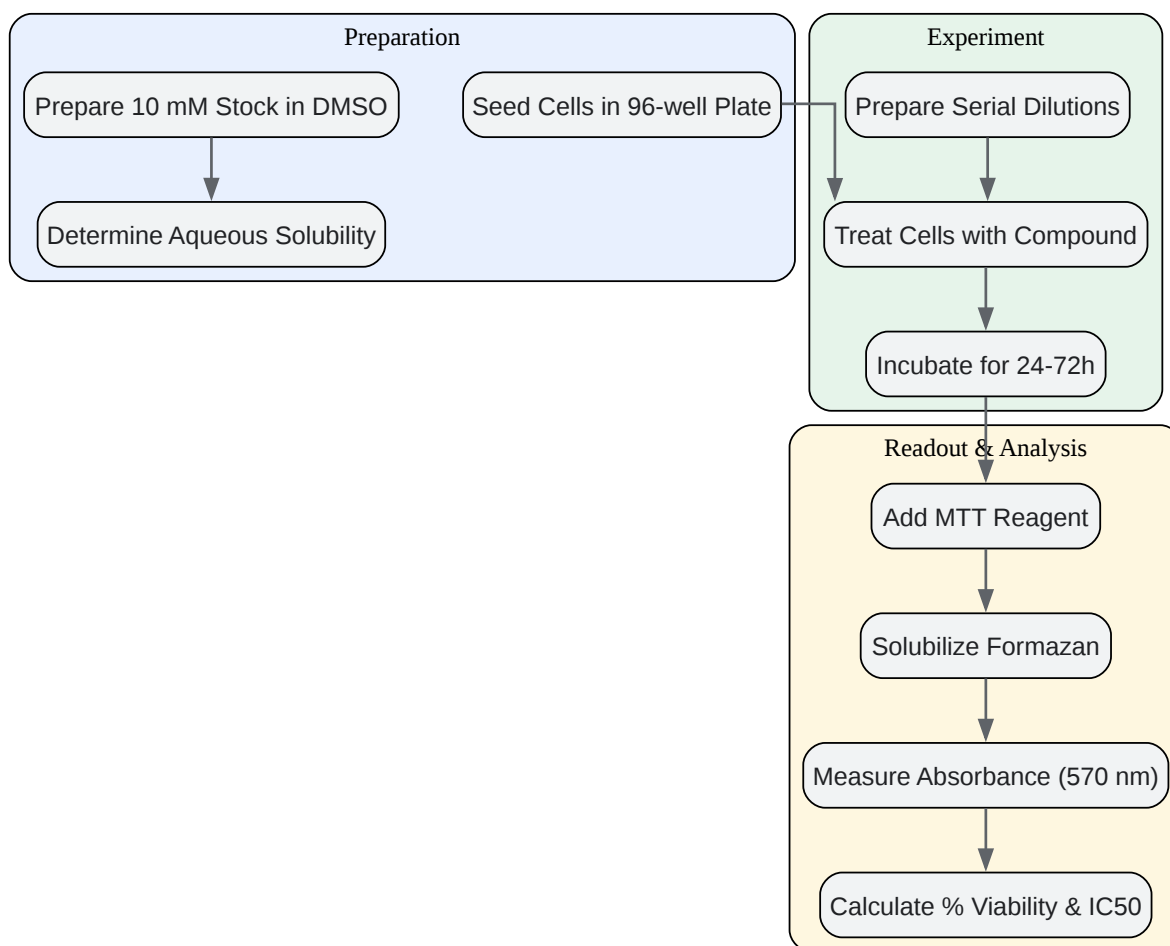 Preparation
Prepare 10 mM Stock in DMSO
Seed Cells in 96-well Plate
Determine Aqueous Solubility
Experiment
Prepare Serial Dilutions
Treat Cells with Compound
Incubate for 24-72h
Readout & Analysis
Add MTT Reagent
Solubilize Formazan
Measure Absorbance (570 nm)
Calculate % Viability & IC50